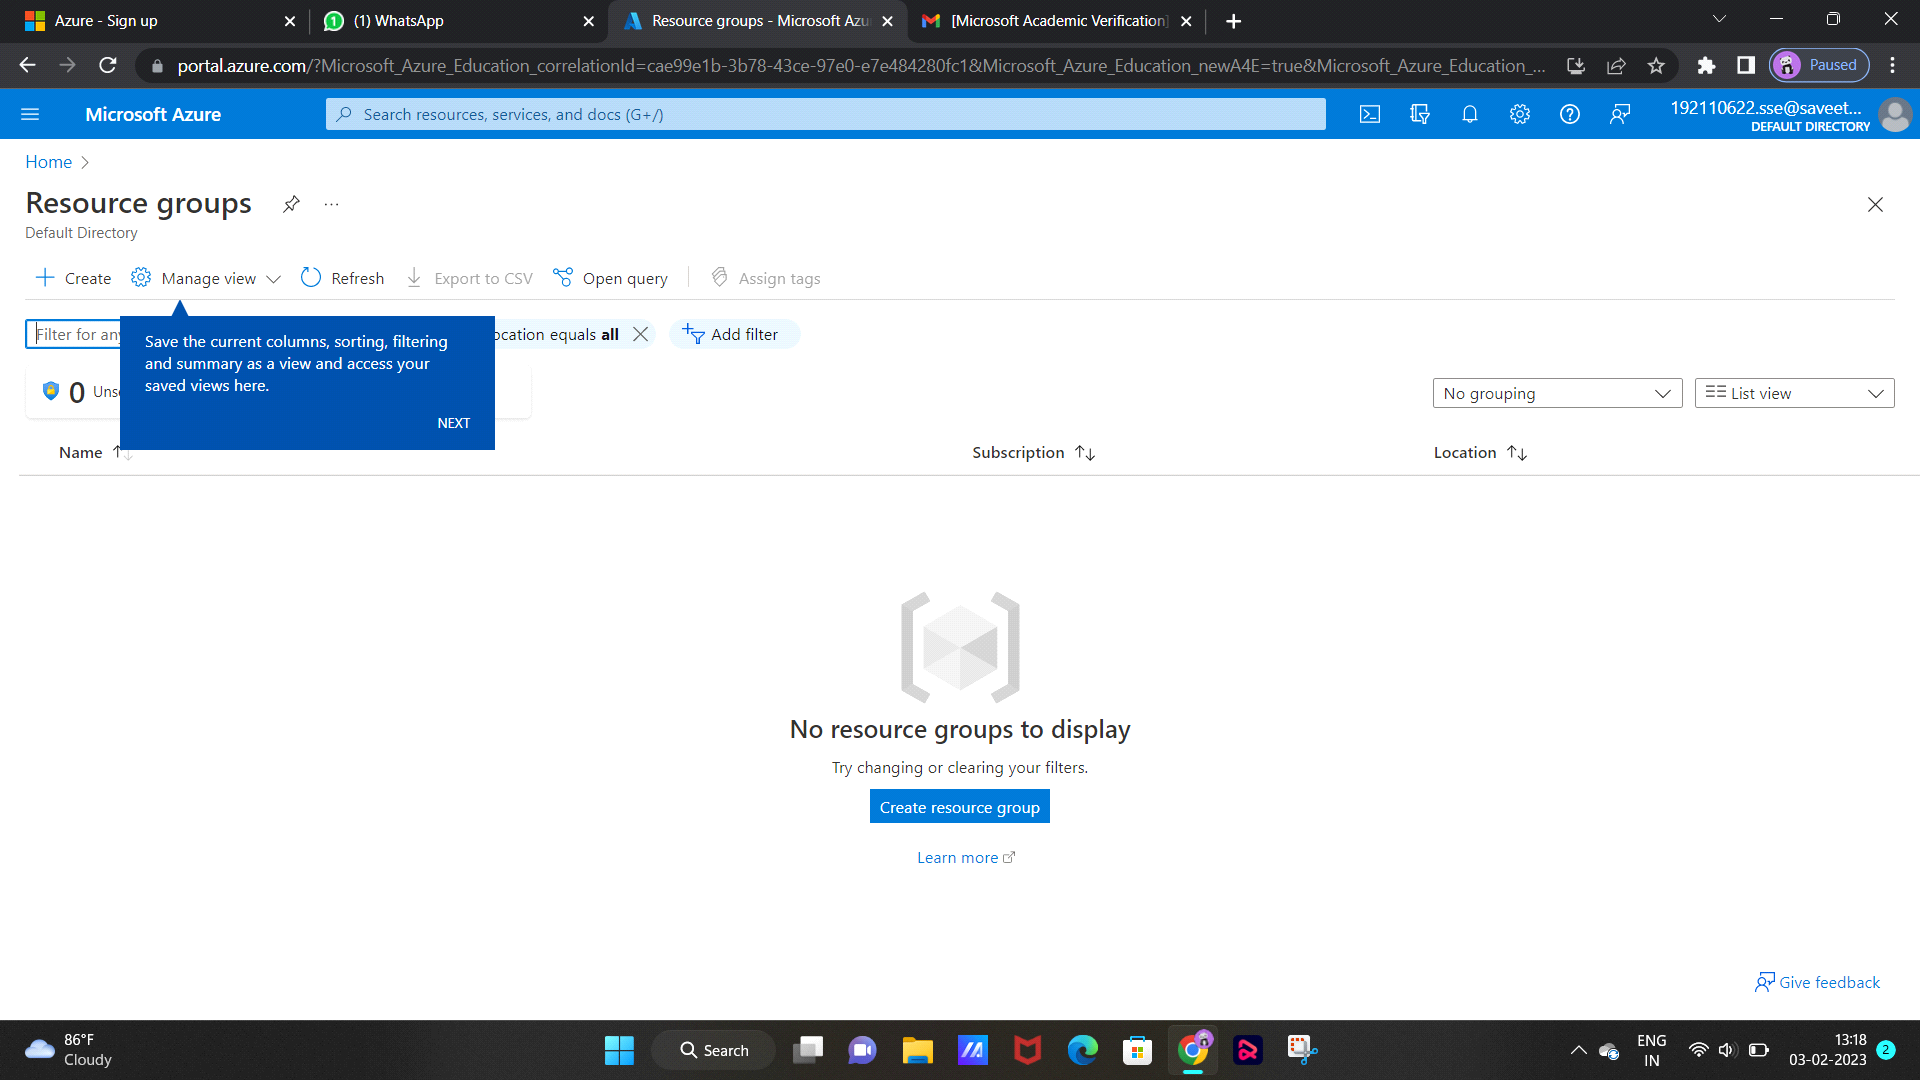 Azure - Sign up
(1) WhatsApp
Resource groups - Microsoft Azu
[Microsoft Academic Verification]
portal.azure.com/?Microsoft_Azure_Education_correlationId=cae99e1b-3b78-43ce-97e0-e7e484280fc1&Microsoft_Azure_Education_newA4E=true&Microsoft_Azure_Education_...
Paused
Microsoft Azure
Search resources, services, and docs (G+/)
192110622.sse@saveet...
DEFAULT DIRECTORY
Home
Resource groups
...
Default Directory
Create
Manage view
Refresh
Export to CSV
Open query
Assign tags
Filter for any
Save the current columns, sorting, filtering
and summary as a view and access your
saved views here.
NEXT
ocation equals all
Add filter
0 Uns
No grouping
List view
Name
Subscription
Location
No resource groups to display
Try changing or clearing your filters.
Create resource group
Learn more
Give feedback
86°F
Cloudy
Search
ENG
IN
13:18
03-02-2023
2